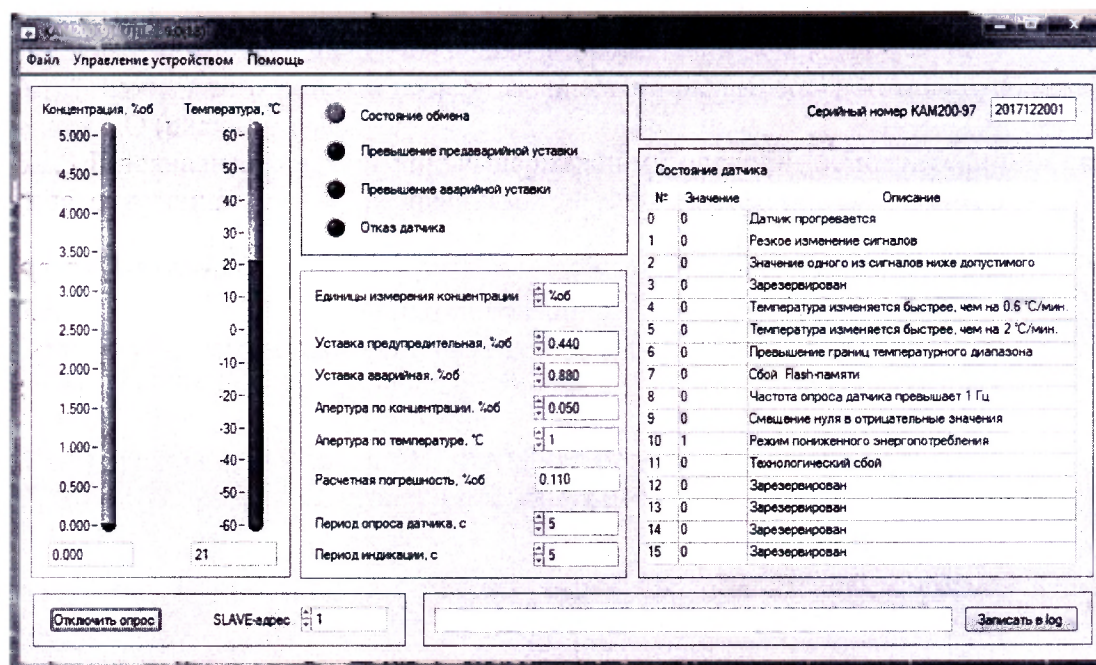 Файл Управление устройством Помощь
Концентрация, %об Температура, °C
5.000
4.500
4.000
3.500
3.000
2.500
2.000
1.500
1.000
0.500
0.000
60
50
40
30
20
10
0
-10
-20
-30
-40
-50
-60
0.000 21
Состояние обмена
Превышение предаварийной уставки
Превышение аварийной уставки
Отказ датчика
Единицы измерения концентрации %об
Уставка предупредительная, %об 0.440
Уставка аварийная, %об 0.880
Апертура по концентрации, %об 0.050
Апертура по температуре, °C 1
Расчетная погрешность, %об 0.110
Период опроса датчика, с 5
Период индикации, с 5
Серийный номер КАМ200-97 2017122001
Состояние датчика
№ Значение Описание
0 0 Датчик прогревается
1 0 Резкое изменение сигналов
2 0 Значение одного из сигналов ниже допустимого
3 0 Зарезервирован
4 0 Температура изменяется быстрее, чем на 0.6 °C/мин.
5 0 Температура изменяется быстрее, чем на 2 °C/мин.
6 0 Превышение границ температурного диапазона
7 0 Сбой Flash-памяти
8 0 Частота опроса датчика превышает 1 Гц
9 0 Смещение нуля в отрицательные значения
10 1 Режим пониженного энергопотребления
11 0 Технологический сбой
12 0 Зарезервирован
13 0 Зарезервирован
14 0 Зарезервирован
15 0 Зарезервирован
Отключить опрос SLAVE-адрес 1
Записать в log